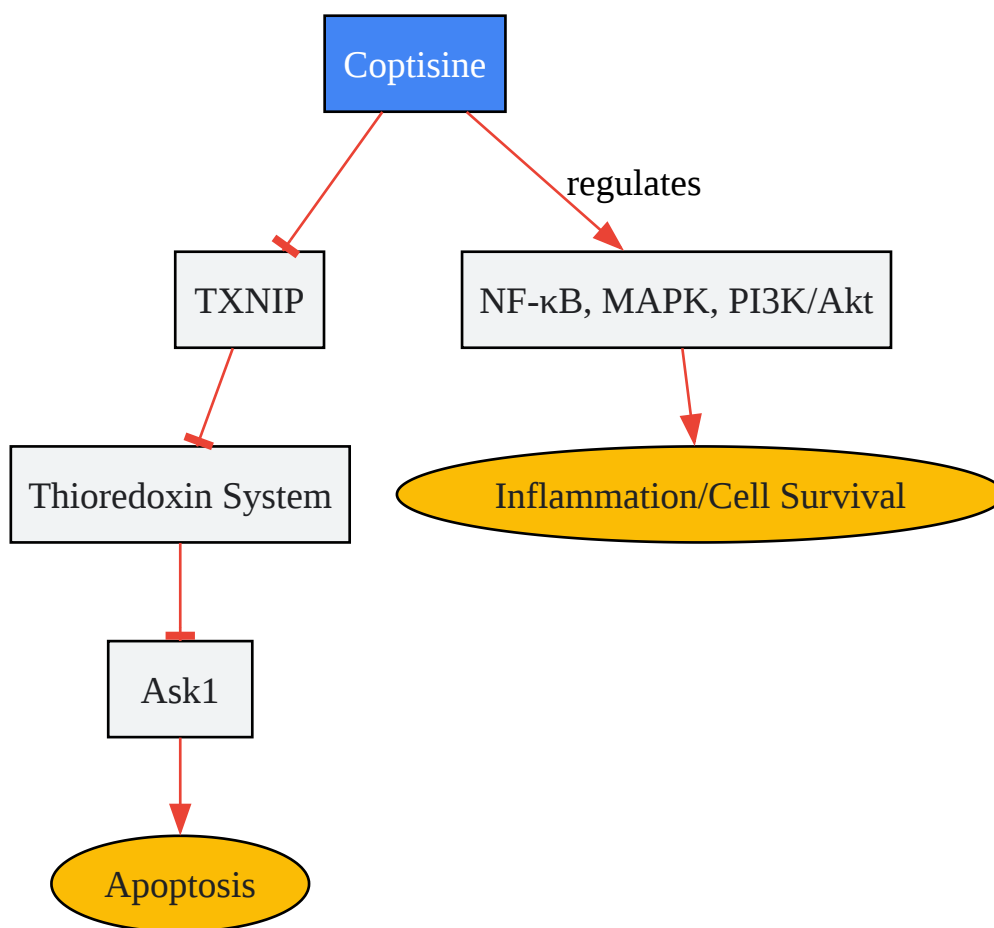 Coptisine
regulates
TXNIP
NF-κB, MAPK, PI3K/Akt
Thioredoxin System
Inflammation/Cell Survival
Ask1
Apoptosis